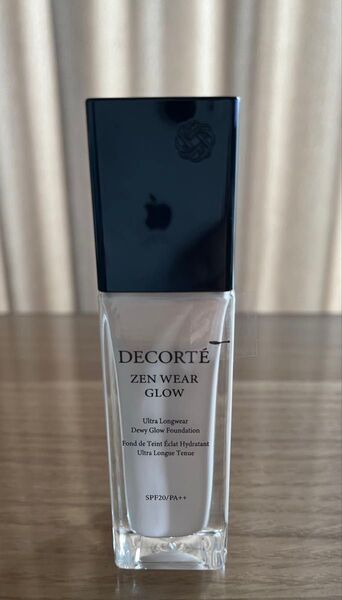 DECORTÉ
ZEN WEAR
GLOW
Ultra Longwear
Dewy Glow Foundation
Fond de Teint Éclat Hydratant
Ultra Longue Tenue
SPF20/PA++